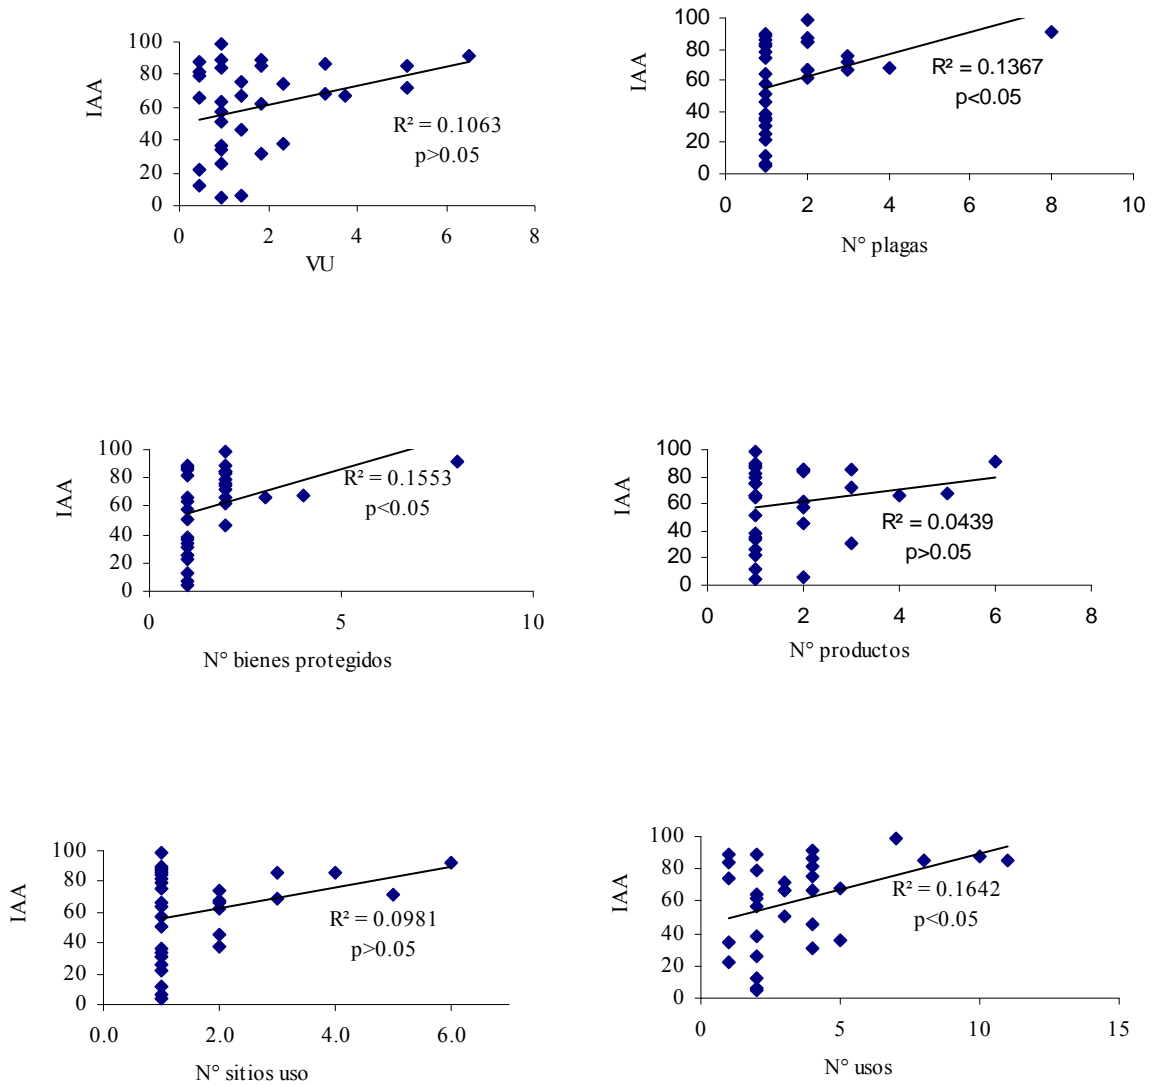 100
80
60
40
20
0
IAA
R² = 0.1063
p>0.05
0 2 4 6 8
VU
100
80
60
40
20
0
IAA
R² = 0.1367
p<0.05
0 2 4 6 8 10
N° plagas
100
80
60
40
20
0
IAA
R² = 0.1553
p<0.05
0 5 10
N° bienes protegidos
100
80
60
40
20
0
IAA
R² = 0.0439
p>0.05
0 2 4 6 8
N° productos
100
80
60
40
20
0
IAA
R² = 0.0981
p>0.05
0.0 2.0 4.0 6.0
N° sitios uso
100
80
60
40
20
0
IAA
R² = 0.1642
p<0.05
0 5 10 15
N° usos